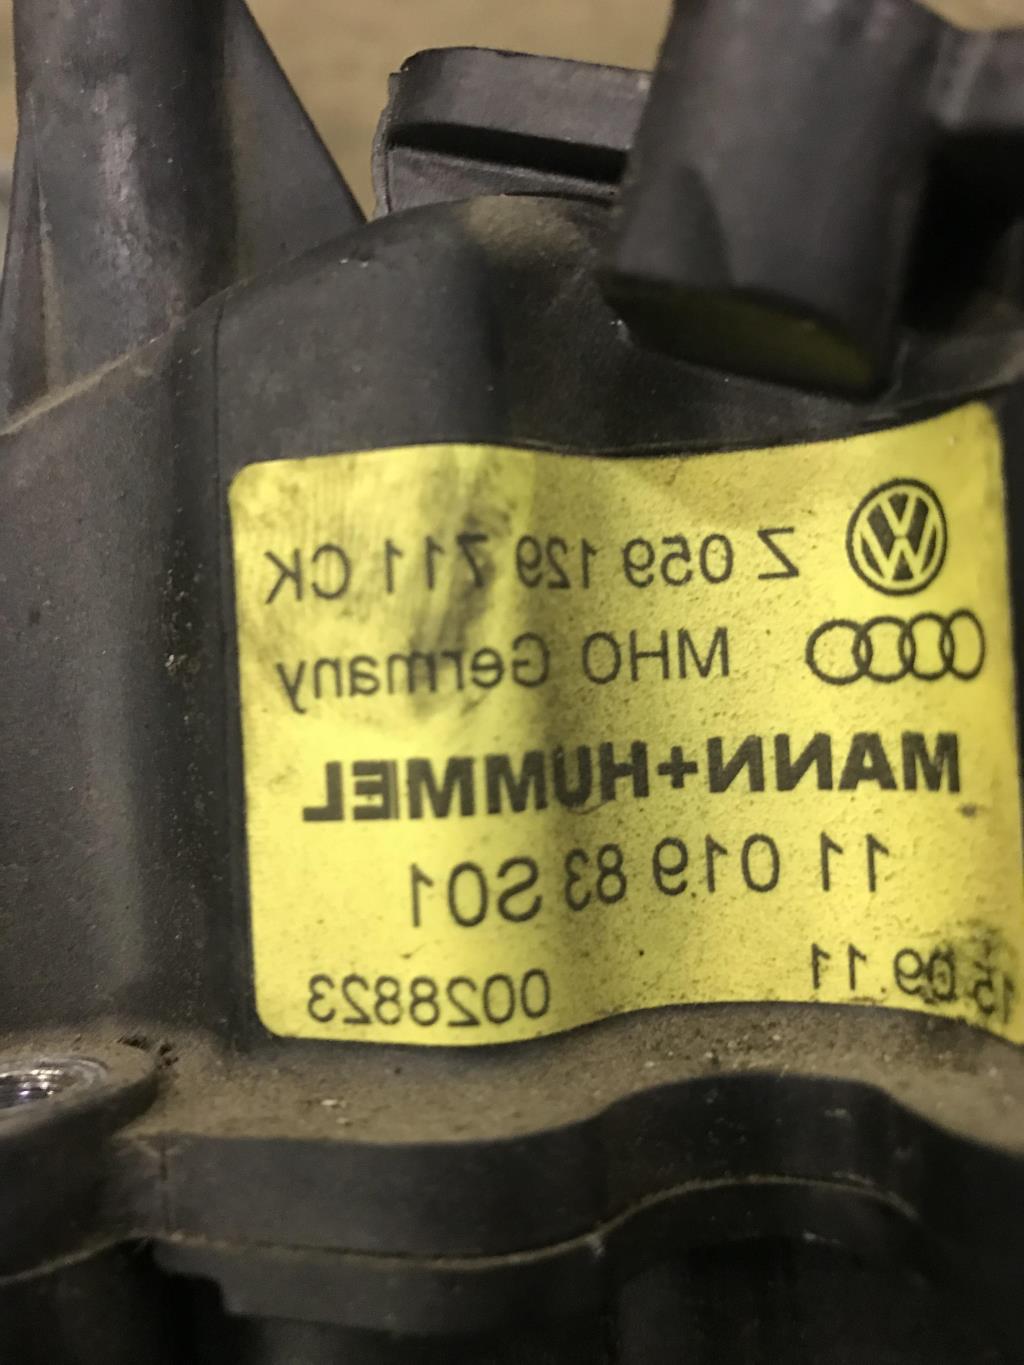 Z 059 129 711 CK
MHO Germany
MANN+HUMMEL
11 019 83 S01
15.09.11 0028823